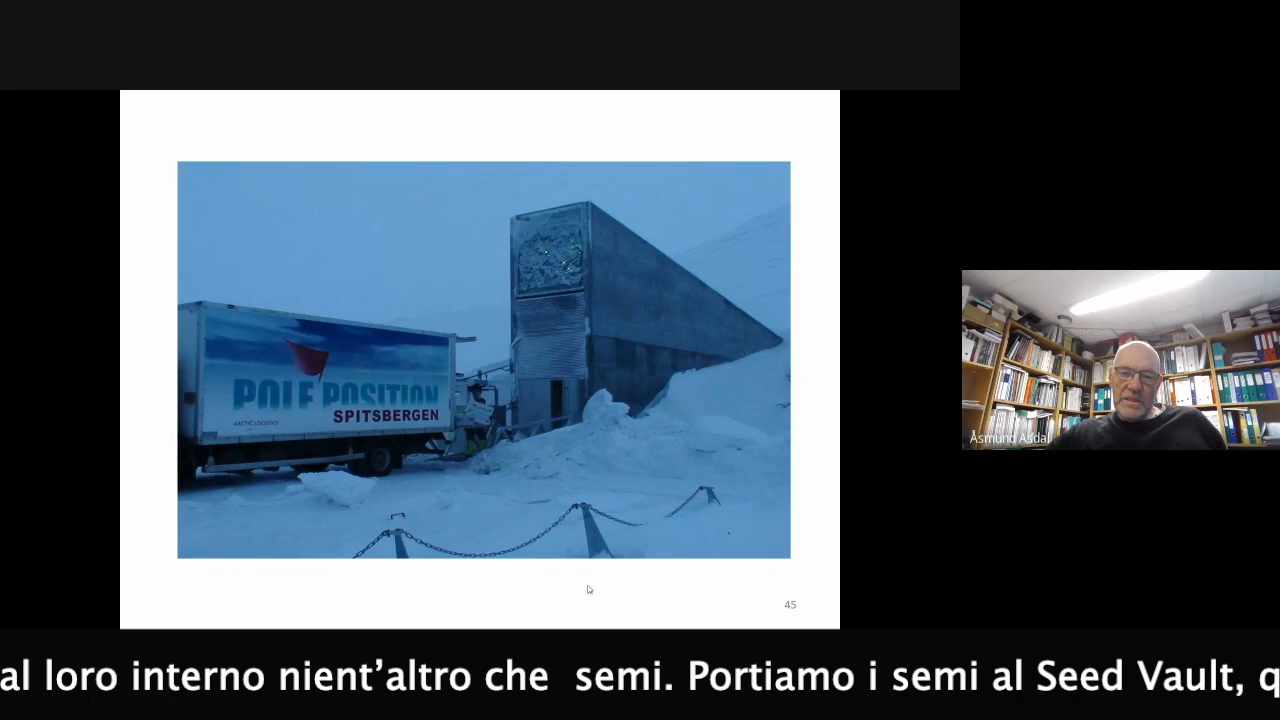 POLE POSITION
SPITSBERGEN
ARCTIC LOGISTICS
Åsmund Asdal
45
al loro interno nient’altro che  semi. Portiamo i semi al Seed Vault, q